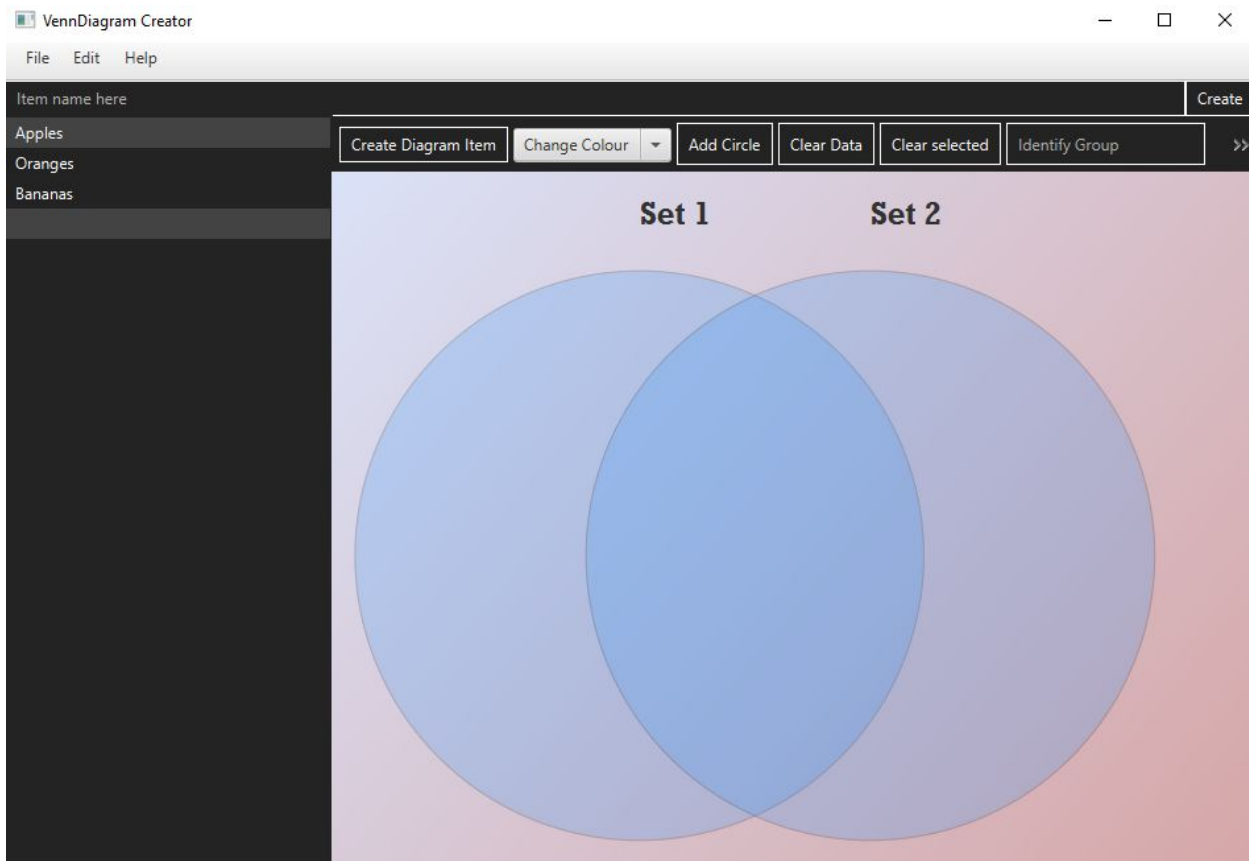 VennDiagram Creator
File Edit Help
Item name here Create
Apples
Oranges
Bananas
Create Diagram Item Change Colour Add Circle Clear Data Clear selected Identify Group >>
Set 1 Set 2